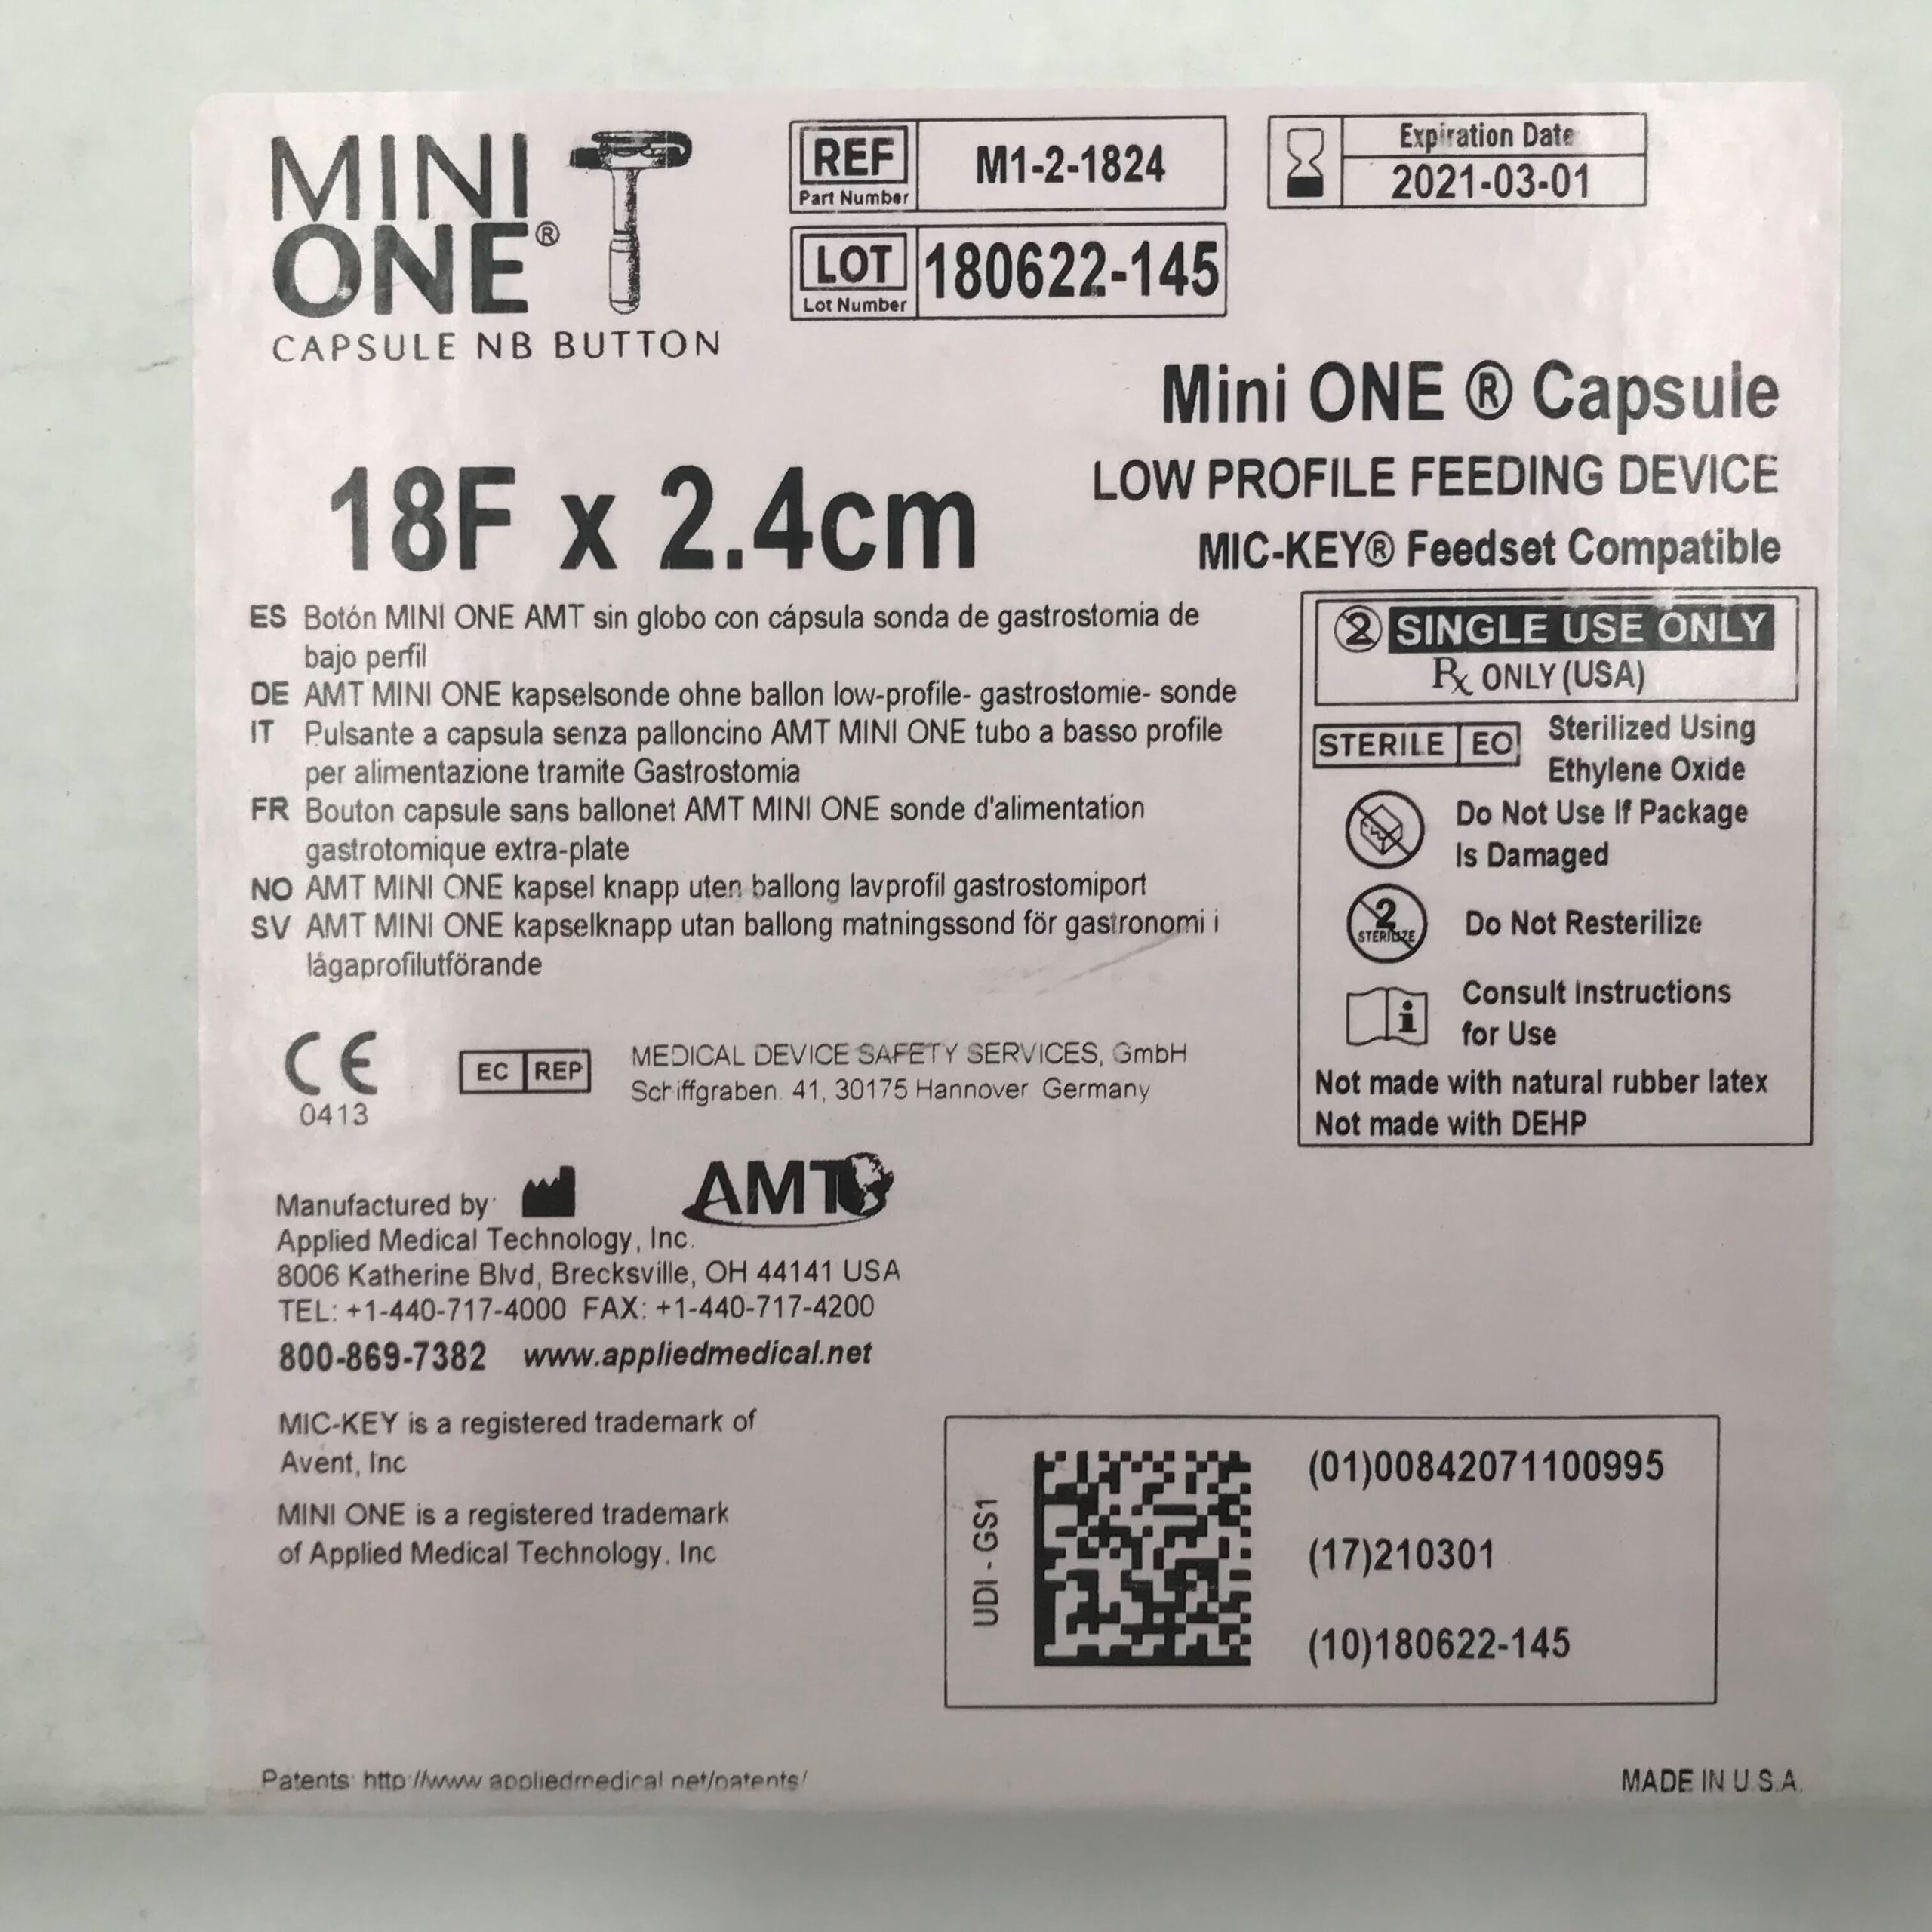 MINI
ONE®
CAPSULE NB BUTTON
REF
Part Number
M1-2-1824
LOT
Lot Number
180622-145
Expiration Date
2021-03-01
Mini ONE ® Capsule
LOW PROFILE FEEDING DEVICE
MIC-KEY® Feedset Compatible
18F x 2.4cm
ES Botón MINI ONE AMT sin globo con cápsula sonda de gastrostomia de
bajo perfil
DE AMT MINI ONE kapselsonde ohne ballon low-profile- gastrostomie- sonde
IT Pulsante a capsula senza palloncino AMT MINI ONE tubo a basso profile
per alimentazione tramite Gastrostomia
FR Bouton capsule sans ballonet AMT MINI ONE sonde d'alimentation
gastrotomique extra-plate
NO AMT MINI ONE kapsel knapp uten ballong lavprofil gastrostomiport
SV AMT MINI ONE kapselknapp utan ballong matningssond för gastronomi i
lågaprofilutförande
2 SINGLE USE ONLY
Rx ONLY (USA)
STERILE EO
Sterilized Using
Ethylene Oxide
Do Not Use If Package
Is Damaged
2
STERILIZE
Do Not Resterilize
i
Consult Instructions
for Use
Not made with natural rubber latex
Not made with DEHP
CE
0413
EC REP
MEDICAL DEVICE SAFETY SERVICES, GmbH
Schiffgraben. 41, 30175 Hannover Germany
Manufactured by:
AMT
Applied Medical Technology, Inc.
8006 Katherine Blvd, Brecksville, OH 44141 USA
TEL: +1-440-717-4000 FAX: +1-440-717-4200
800-869-7382 www.appliedmedical.net
MIC-KEY is a registered trademark of
Avent, Inc
MINI ONE is a registered trademark
of Applied Medical Technology, Inc
UDI - GS1
(01)00842071100995
(17)210301
(10)180622-145
Patents: http://www.appliedmedical.net/patents/
MADE IN U.S.A.